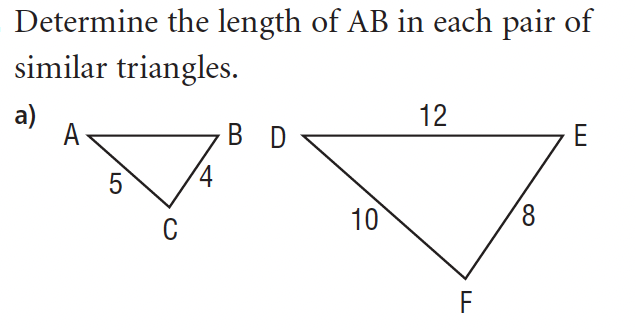 Determine the length of AB in each pair of
similar triangles.
a)
A
B
5
4
C
D
12
E
10
8
F